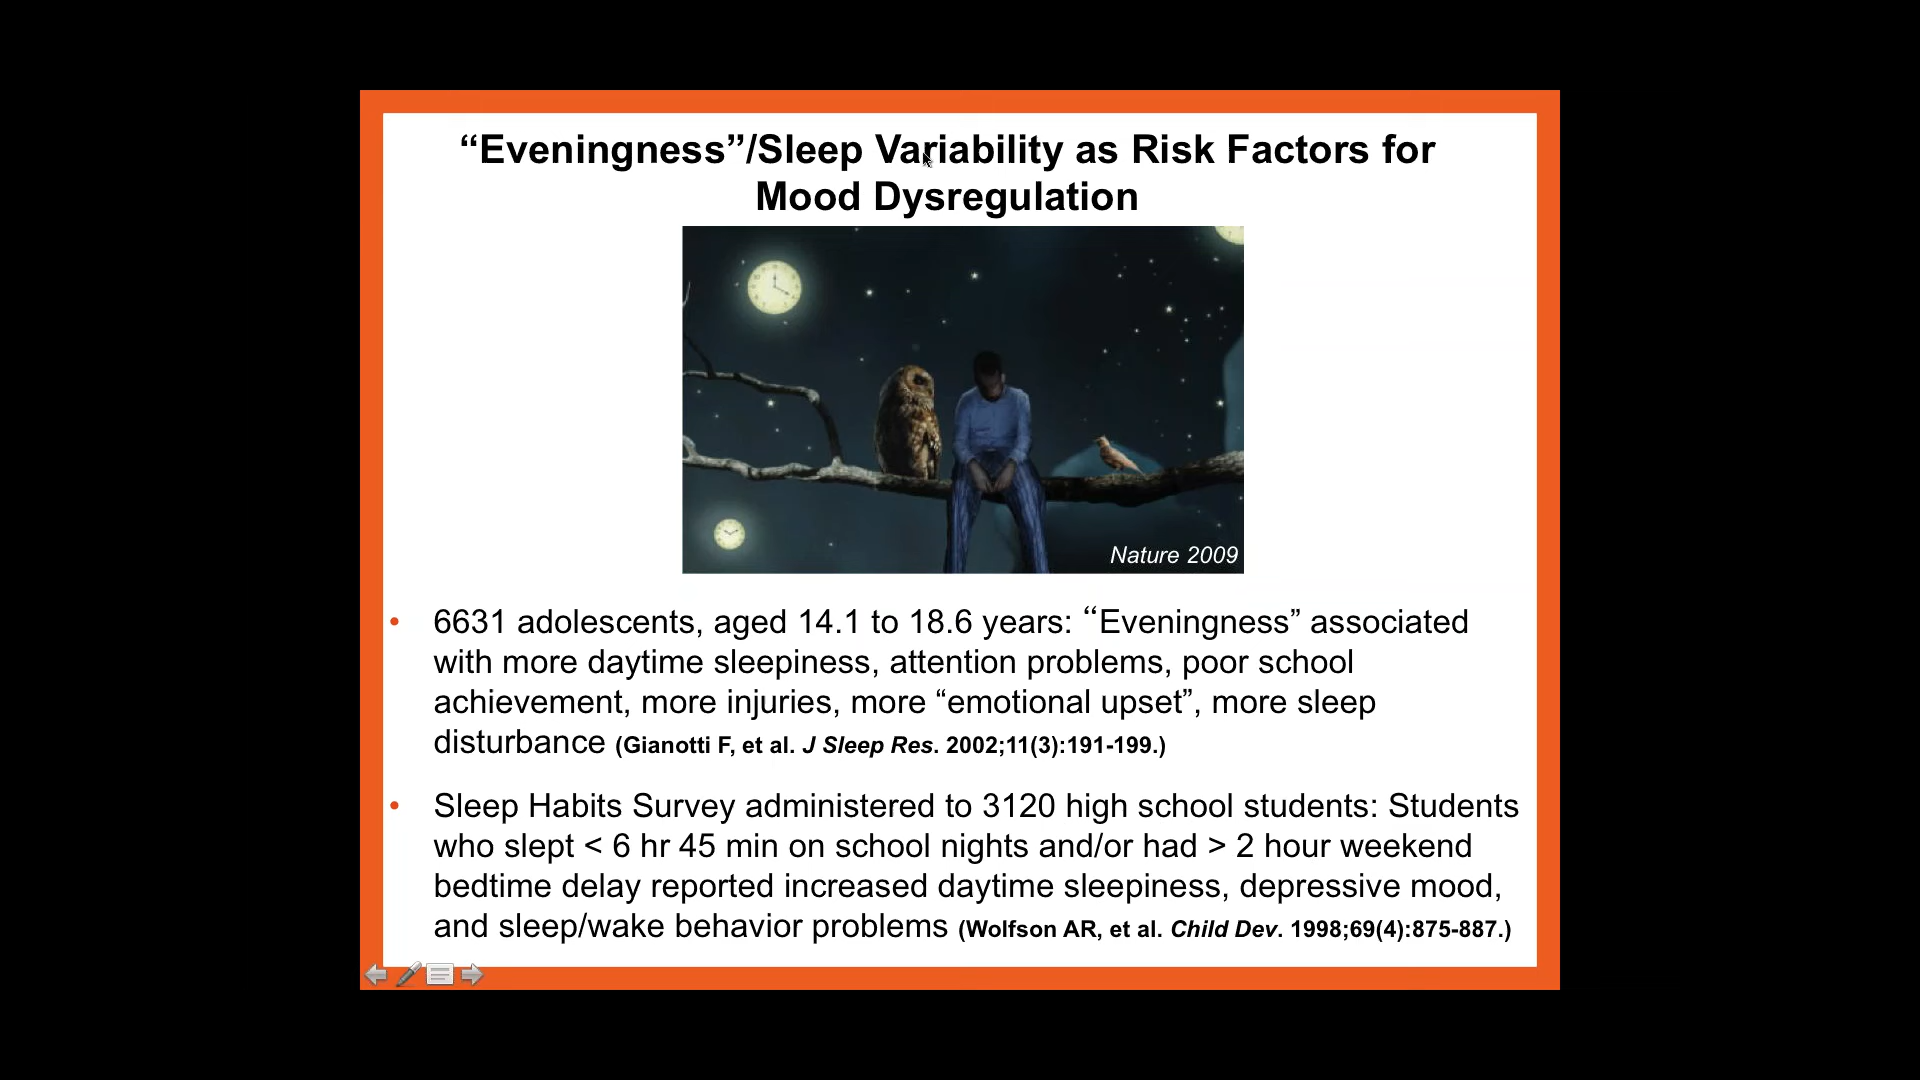 “Eveningness”/Sleep Variability as Risk Factors for
Mood Dysregulation
Nature 2009
• 6631 adolescents, aged 14.1 to 18.6 years: “Eveningness” associated
with more daytime sleepiness, attention problems, poor school
achievement, more injuries, more “emotional upset”, more sleep
disturbance (Gianotti F, et al. J Sleep Res. 2002;11(3):191-199.)
• Sleep Habits Survey administered to 3120 high school students: Students
who slept < 6 hr 45 min on school nights and/or had > 2 hour weekend
bedtime delay reported increased daytime sleepiness, depressive mood,
and sleep/wake behavior problems (Wolfson AR, et al. Child Dev. 1998;69(4):875-887.)